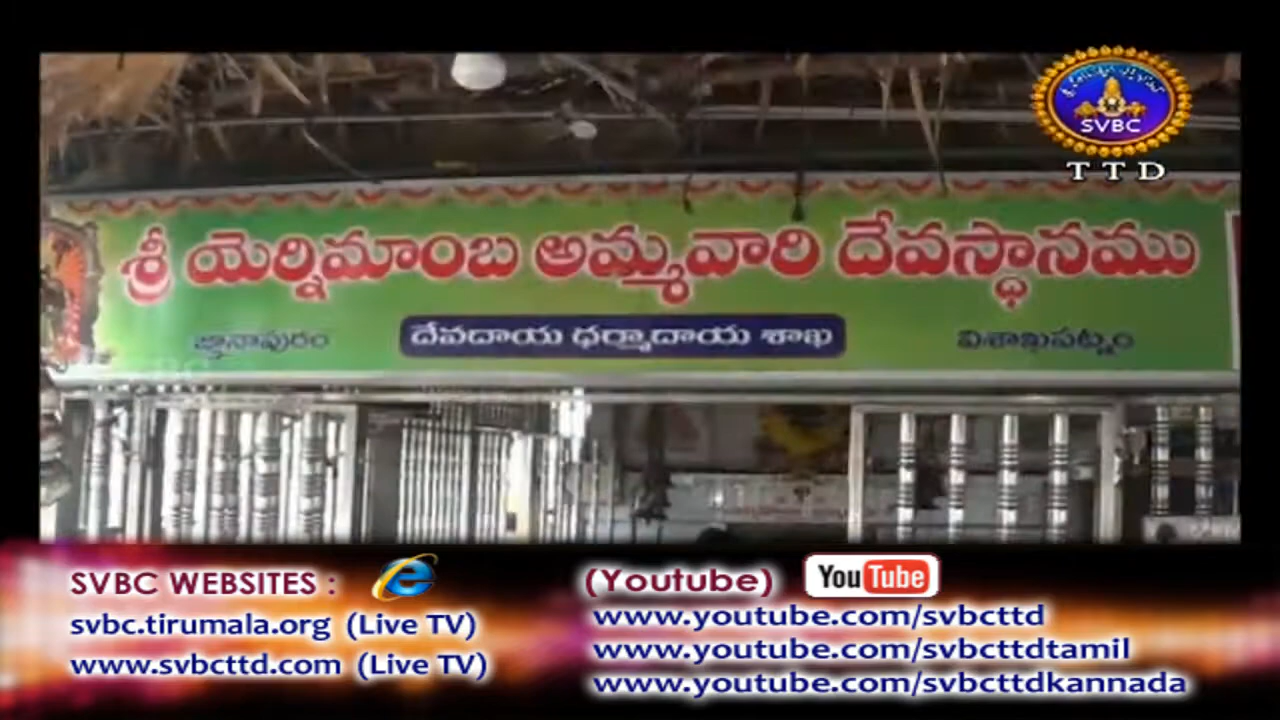 SVBC
TTD
శ్రీ యెర్నిమాంబ అమ్మవారి దేవస్థానము
జ్ఞానాపురం దేవదాయ ధర్మాదాయ శాఖ విశాఖపట్నం
SVBC WEBSITES :
svbc.tirumala.org (Live TV)
www.svbcttd.com (Live TV)
(Youtube) YouTube
www.youtube.com/svbcttd
www.youtube.com/svbcttdtamil
www.youtube.com/svbcttdkannada